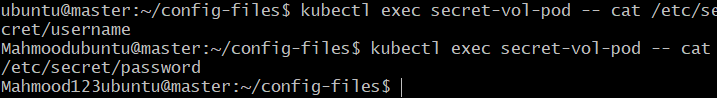 ubuntu@master:~/config-files$ kubectl exec secret-vol-pod -- cat /etc/se
cret/username
Mahmoodubuntu@master:~/config-files$ kubectl exec secret-vol-pod -- cat
/etc/secret/password
Mahmood123ubuntu@master:~/config-files$